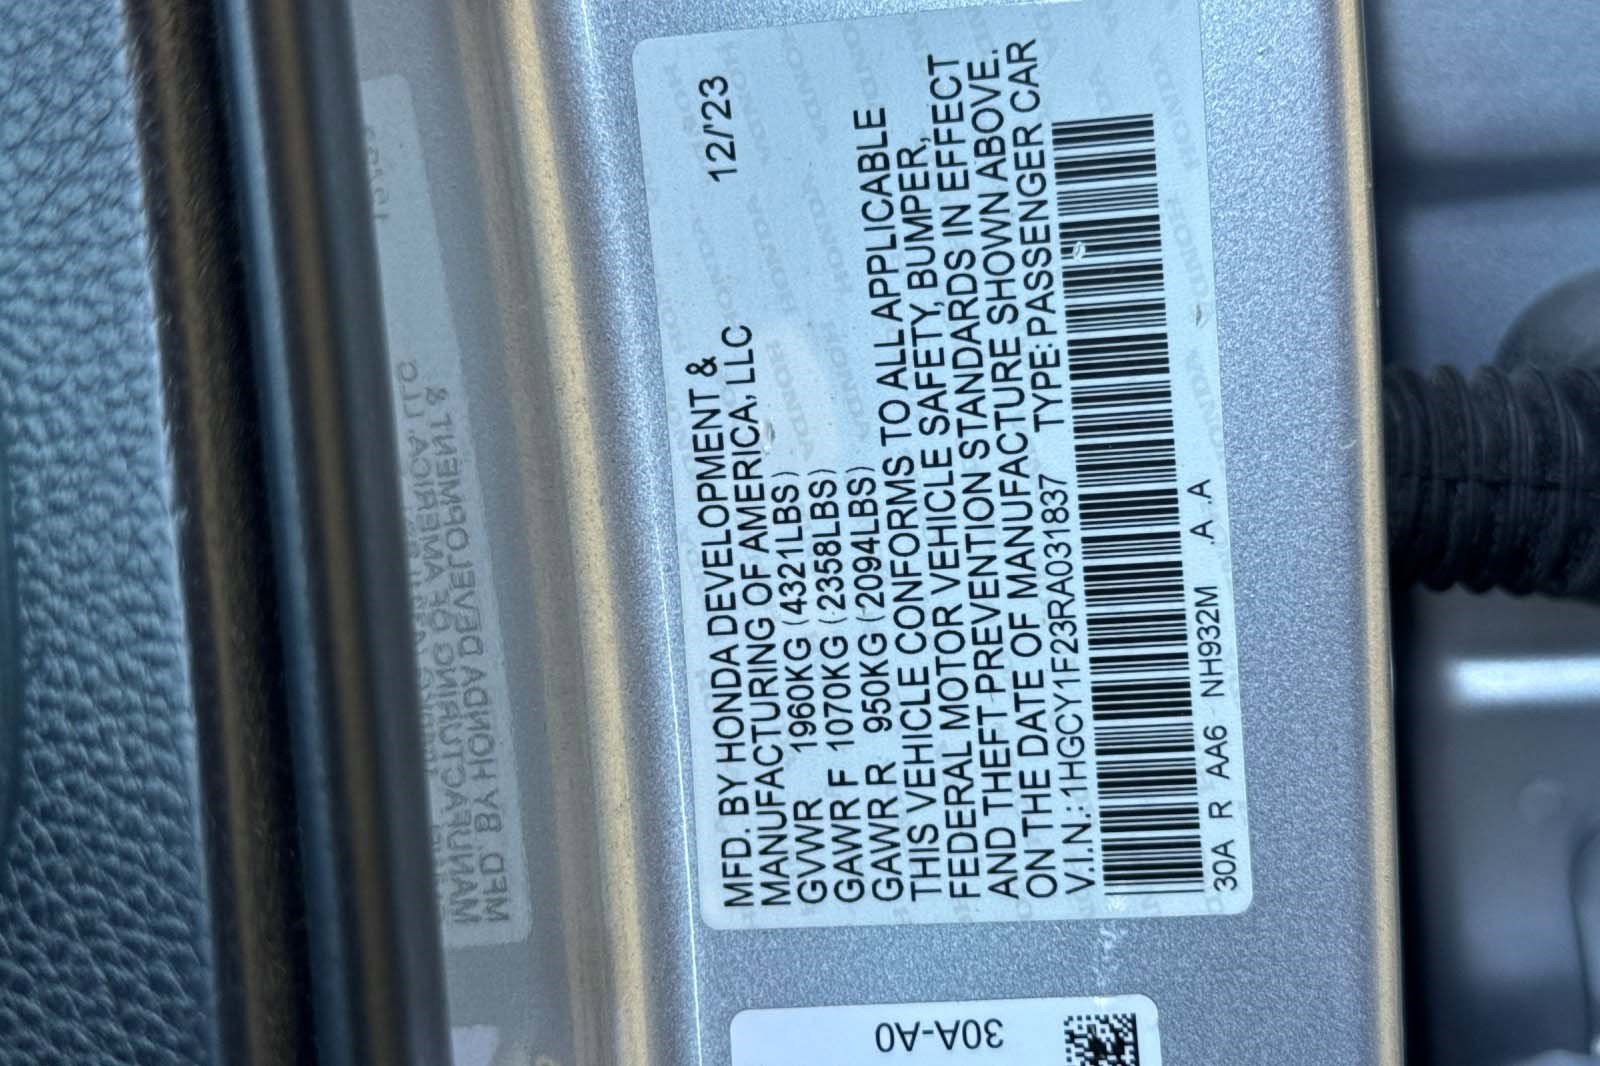 MFD. BY HONDA DEVELOPMENT & 12/'23
MANUFACTURING OF AMERICA, LLC
GVWR 1960KG (4321LBS)
GAWR F 1070KG (2358LBS)
GAWR R 950KG (2094LBS)
THIS VEHICLE CONFORMS TO ALL APPLICABLE
FEDERAL MOTOR VEHICLE SAFETY, BUMPER,
AND THEFT PREVENTION STANDARDS IN EFFECT
ON THE DATE OF MANUFACTURE SHOWN ABOVE.
V.I.N.:1HGCY1F23RA031837 TYPE:PASSENGER CAR
30A R AA6 NH932M .A .A
30A-A0